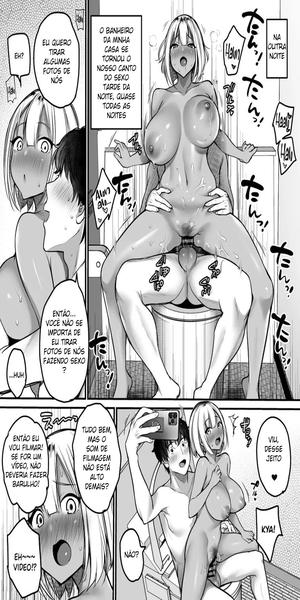 NA
OUTRA
NOITE
O BANHEIRO
DA MINHA
CASA SE
TORNOU O
NOSSO CANTO
DO SEXO
TARDE DA
NOITE, QUASE
TODAS AS
NOITES
EU QUERO
TIRAR
ALGUMAS
FOTOS DE
NÓS
EH?
ENTÃO...
VOCÊ NÃO SE
IMPORTA DE
EU TIRAR
FOTOS DE NÓS
FAZENDO SEXO
?
...HUH
VIU,
DESSE
JEITO
♥
KYA!
TUDO BEM,
MAS O
SOM DE
FILMAGEM
NÃO ESTÁ
ALTO
DEMAIS?
NÃO?
ENTÃO EU
VOU FILMAR!
SE FOR UM
VÍDEO, NÃO
DEVERIA FAZER
BARULHO!
EH~~~
VIDEO!?